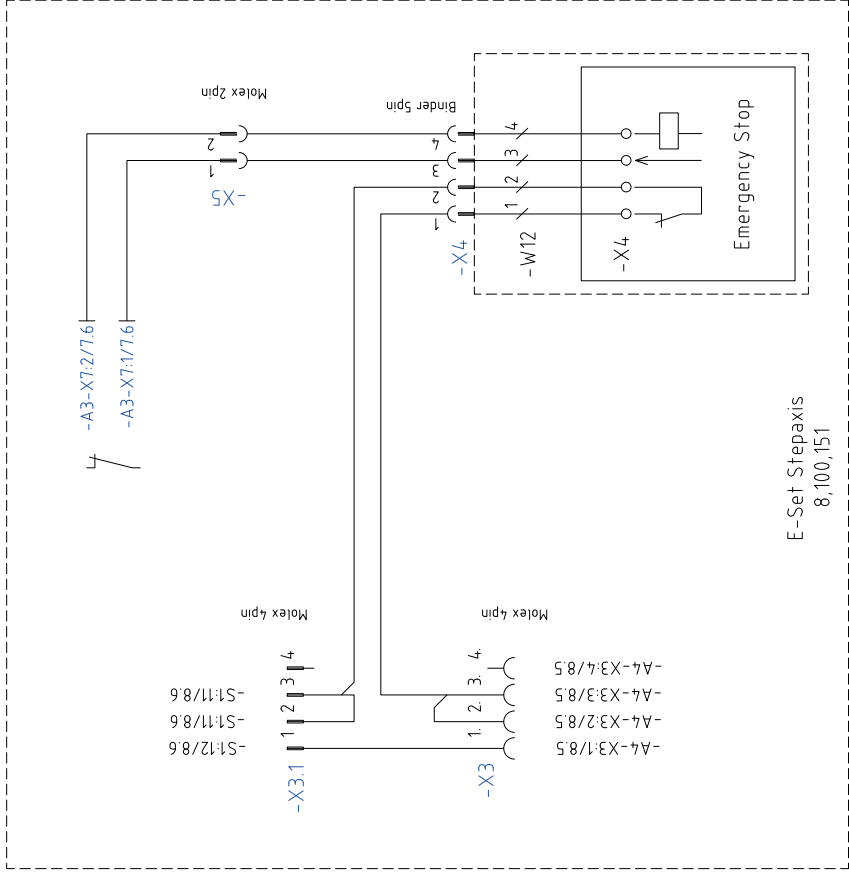 Molex 2pin
2
1
-X5
Binder 5pin
4
3
2
1
-X4
4
3
2
1
-W12
-X4
Emergency Stop
-A3-X7:2/7.6
-A3-X7:1/7.6
E-Set Stepaxis
8,100,151
Molex 4pin
4
3
2
1
-S1:11/8.6
-S1:11/8.6
-S1:12/8.6
-X3.1
Molex 4pin
4.
3.
2.
1.
-A4-X3:4/8.5
-A4-X3:3/8.5
-A4-X3:2/8.5
-A4-X3:1/8.5
-X3